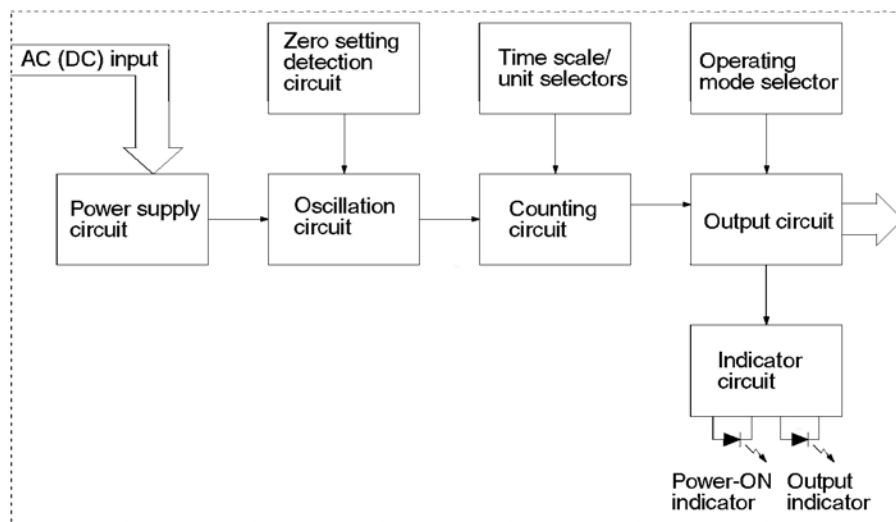 AC (DC) input
Zero setting
detection
circuit
Time scale/
unit selectors
Operating
mode selector
Power supply
circuit
Oscillation
circuit
Counting
circuit
Output circuit
Indicator
circuit
Power-ON
indicator
Output
indicator